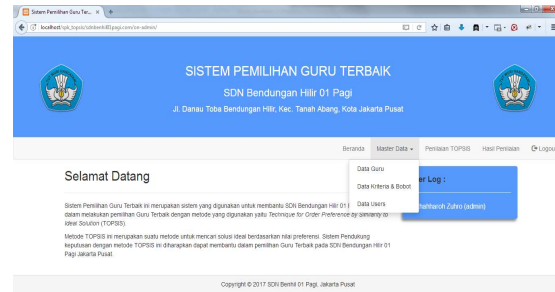 Sistem Pemilihan Guru Ter...
localhost/spk_topsis/sdnbenhil01pagi.com/on-admin/
SISTEM PEMILIHAN GURU TERBAIK
SDN Bendungan Hilir 01 Pagi
Jl. Danau Toba Bendungan Hilir, Kec. Tanah Abang, Kota Jakarta Pusat
Beranda Master Data Penilaian TOPSIS Hasil Penilaian Logout
Data Guru
Data Kriteria & Bobot
Data Users
Selamat Datang
er Log :
Zuhro (admin)
Sistem Pemilihan Guru Terbaik ini merupakan sistem yang digunakan untuk membantu SDN Bendungan Hilir 01
dalam melakukan pemilihan Guru Terbaik dengan metode yang digunakan yaitu Technique for Order Preference by Similarity to
Ideal Solution (TOPSIS).
Metode TOPSIS ini merupakan suatu metode untuk mencari solusi ideal berdasarkan nilai preferensi. Sistem Pendukung
keputusan dengan metode TOPSIS ini diharapkan dapat membantu dalam pemilihan Guru Terbaik pada SDN Bendungan Hilir 01
Pagi Jakarta Pusat.
Copyright © 2017 SDN Benhil 01 Pagi, Jakarta Pusat